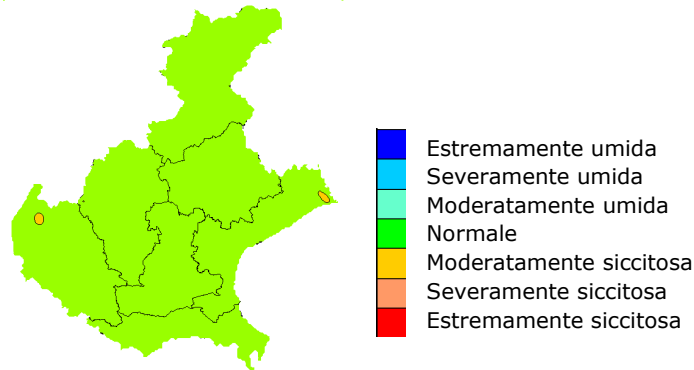 Estremamente umida
Severamente umida
Moderatamente umida
Normale
Moderatamente siccitosa
Severamente siccitosa
Estremamente siccitosa